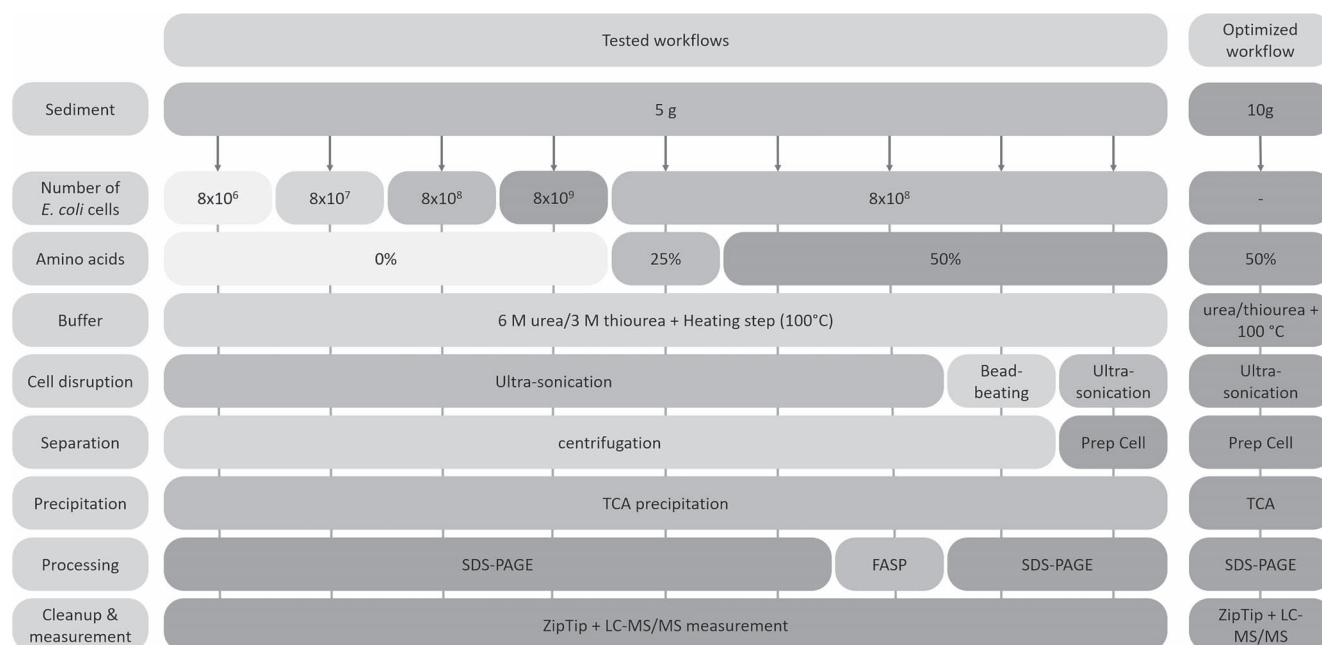 Tested workflows
Optimized
workflow
Sediment
5 g
10g
Number of
E. coli cells
8x10⁶
8x10⁷
8x10⁸
8x10⁹
8x10⁸
-
Amino acids
0%
25%
50%
50%
Buffer
6 M urea/3 M thiourea + Heating step (100°C)
urea/thiourea +
100 °C
Cell disruption
Ultra-sonication
Bead-
beating
Ultra-
sonication
Ultra-
sonication
Separation
centrifugation
Prep Cell
Prep Cell
Precipitation
TCA precipitation
TCA
Processing
SDS-PAGE
FASP
SDS-PAGE
SDS-PAGE
Cleanup &
measurement
ZipTip + LC-MS/MS measurement
ZipTip + LC-
MS/MS